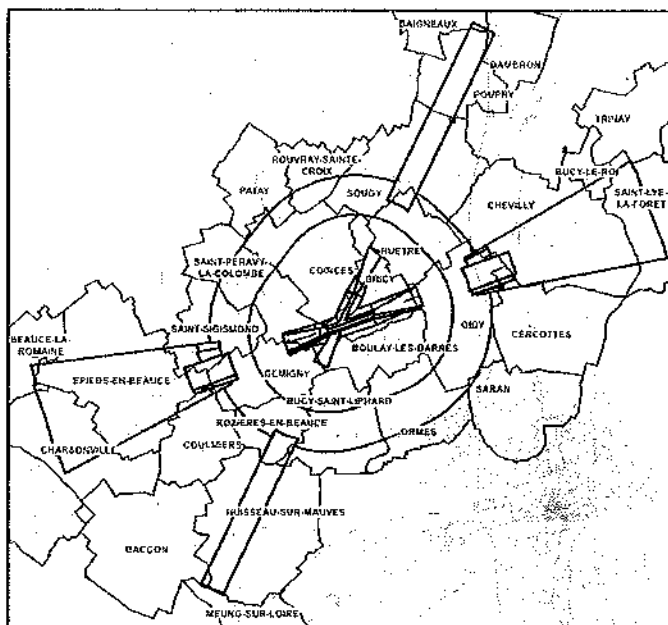 BAIGNEAUX
DAMBRON
POUPRY
TRINAY
ROUVRAY-SAINTE-
CROIX
BUCY-LE-ROI
PATAY
SOUGY
CHEVILLY
SAINT-LYE-
LA-FORET
HUETRE
SAINT-PERAVY-
LA-COLOMBE
COINCES
BRICY
SAINT-SIGISMOND
GIDY
CERCOTTES
BEAUCE-LA-
ROMAINE
BOULAY-LES-BARRES
GEMIGNY
EPIEDS-EN-BEAUCE
SARAN
BUCY-SAINT-LIPHARD
ROZIERES-EN-BEAUCE
ORMES
COULMIERS
CHARSONVILLE
HUISSEAU-SUR-MAUVES
BACCON
MEUNG-SUR-LOIRE